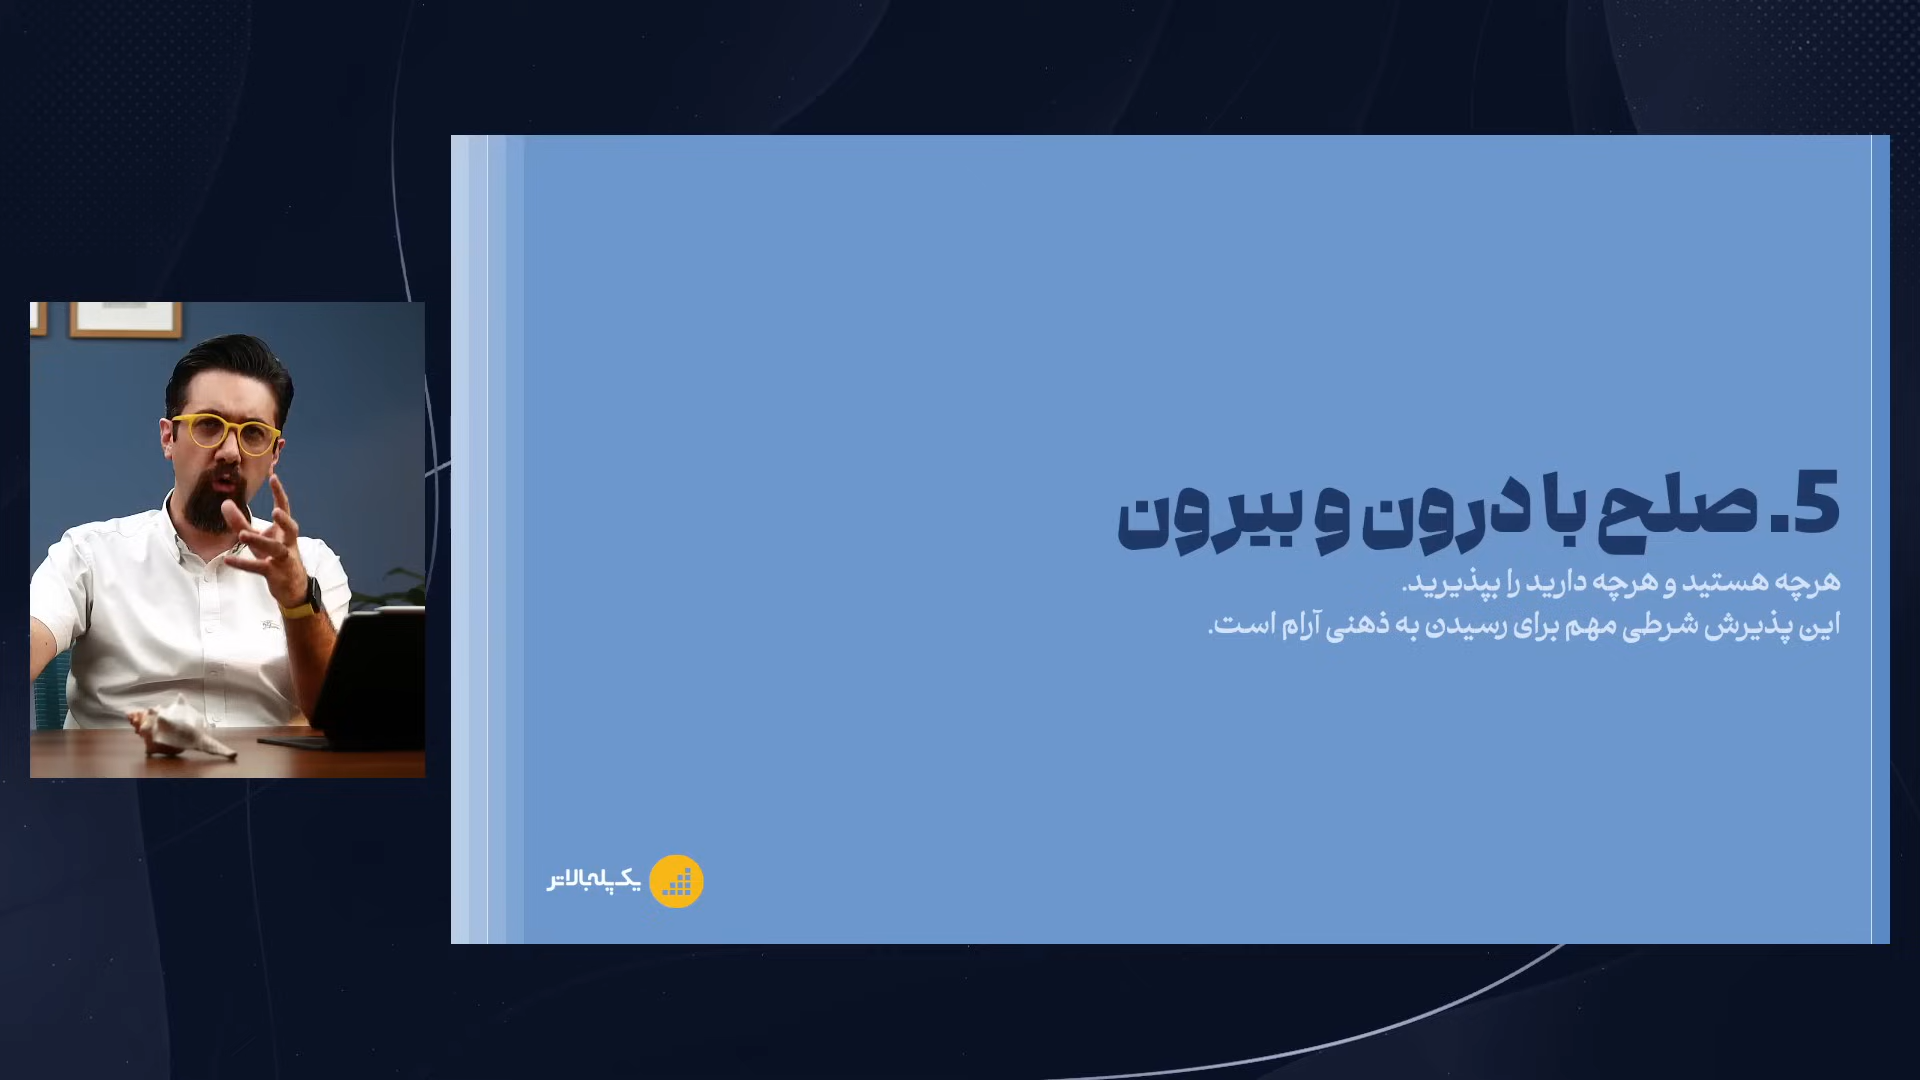 5. صلح با درون و بیرون
هرچه هستید و هرچه دارید را بپذیرید.
این پذیرش شرطی مهم برای رسیدن به ذهنی آرام است.
یک پله بالاتر